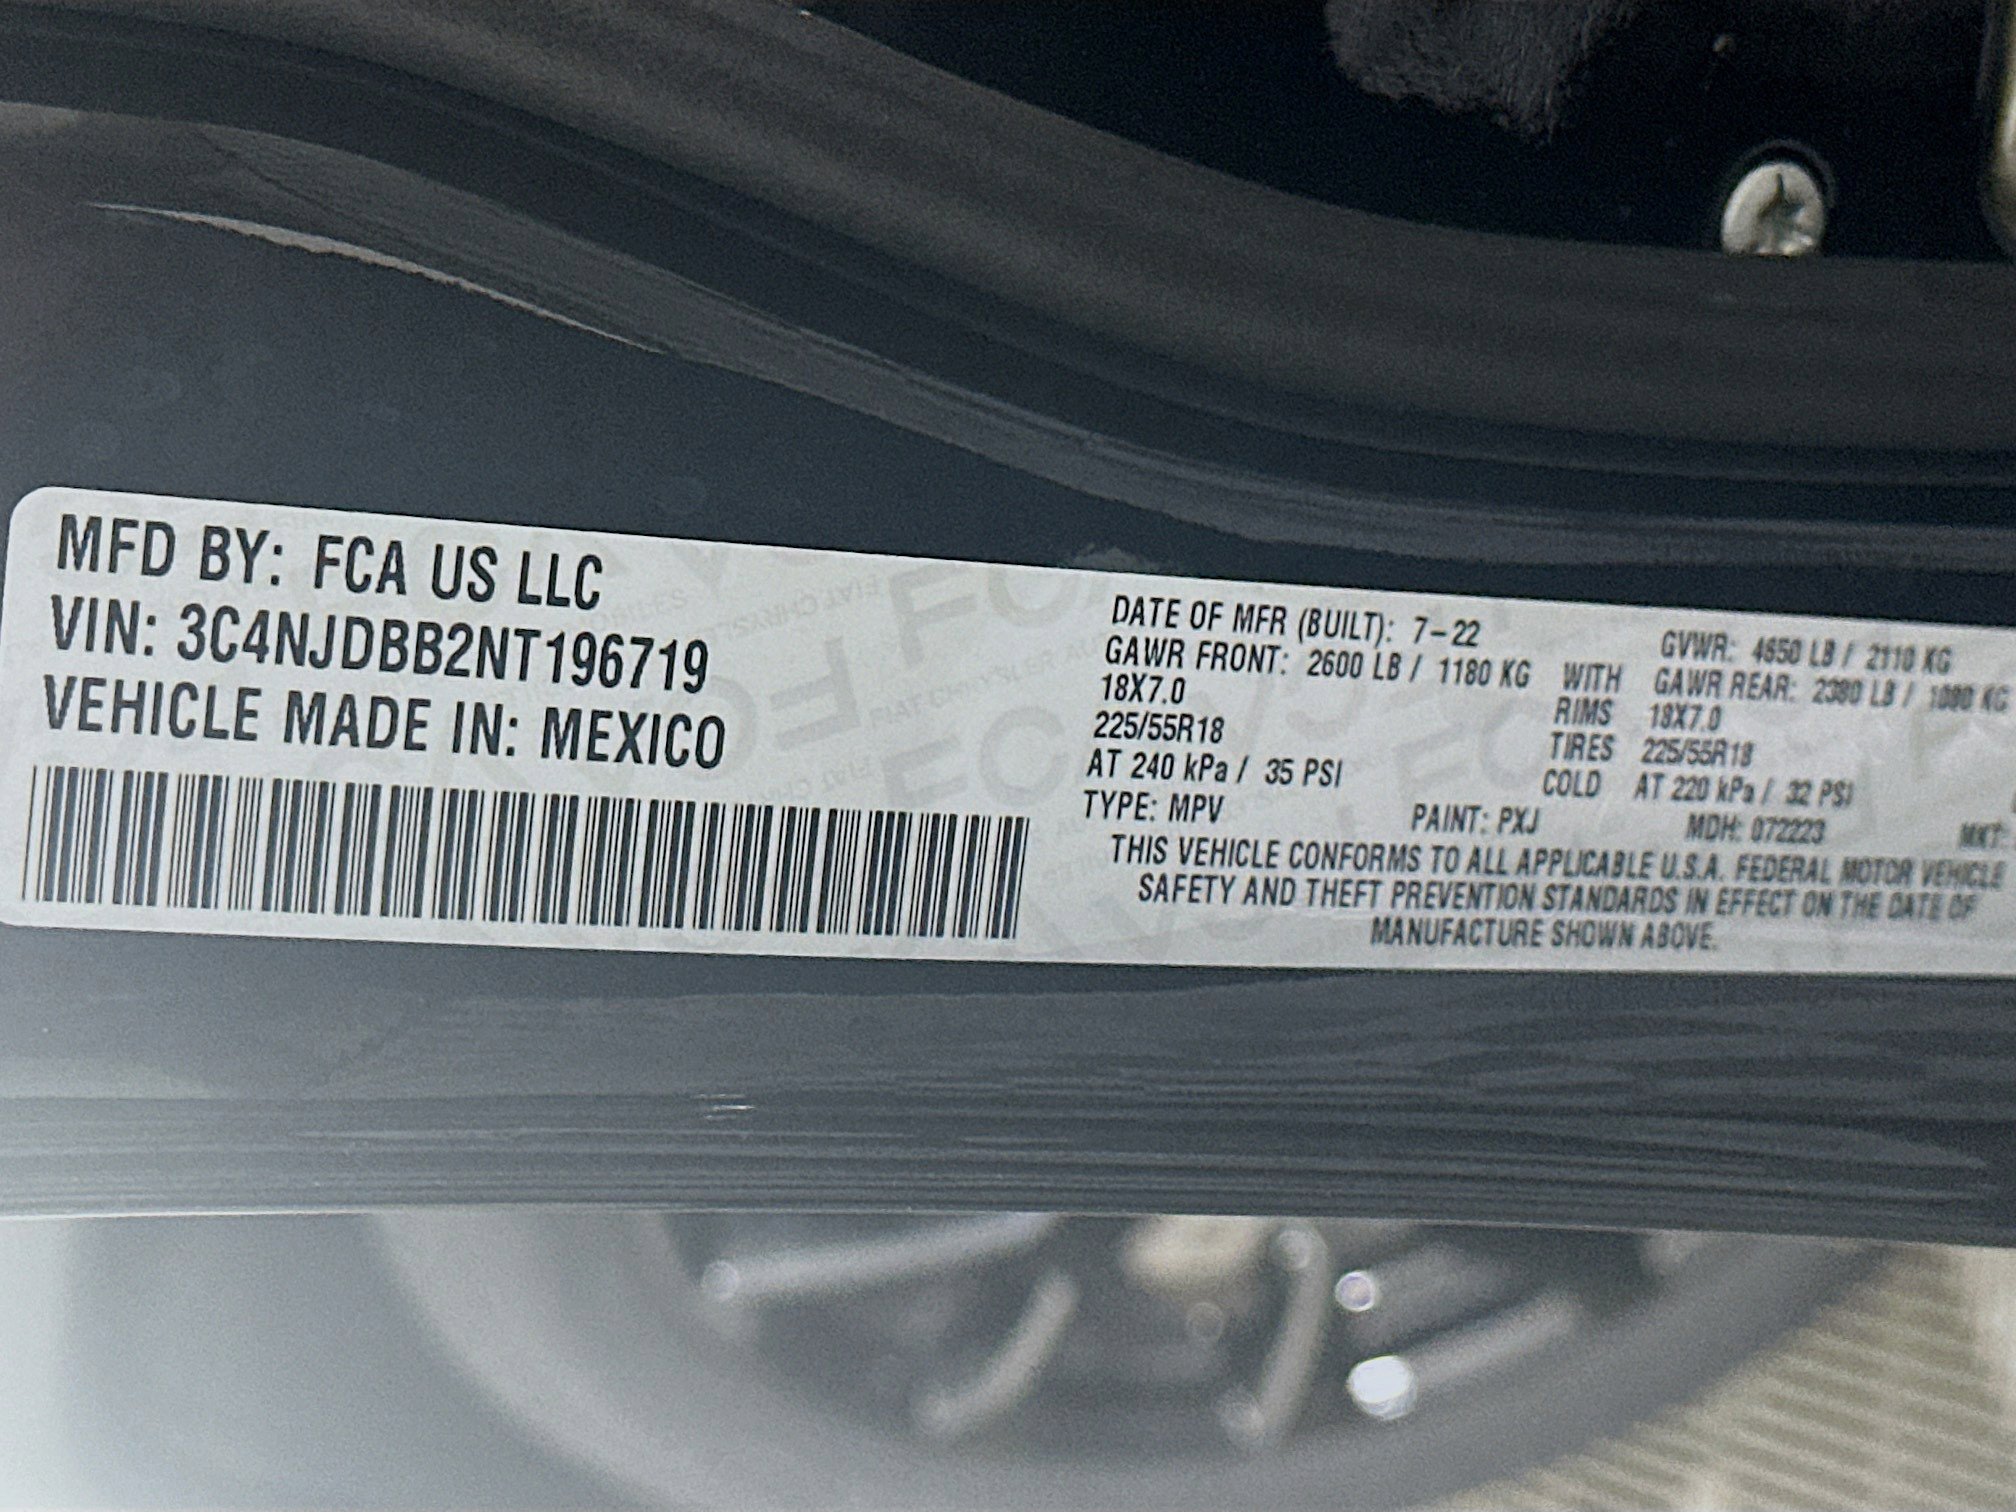 MFD BY: FCA US LLC
VIN: 3C4NJDBB2NT196719
VEHICLE MADE IN: MEXICO
DATE OF MFR (BUILT): 7-22 GVWR: 4650 LB / 2110 KG
GAWR FRONT: 2600 LB / 1180 KG WITH GAWR REAR: 2380 LB / 1080 KG
18X7.0 RIMS 18X7.0
225/55R18 TIRES 225/55R18
AT 240 kPa / 35 PSI COLD AT 220 kPa / 32 PSI
TYPE: MPV PAINT: PXJ MDH: 072223 MKT:
THIS VEHICLE CONFORMS TO ALL APPLICABLE U.S.A. FEDERAL MOTOR VEHICLE
SAFETY AND THEFT PREVENTION STANDARDS IN EFFECT ON THE DATE OF
MANUFACTURE SHOWN ABOVE.